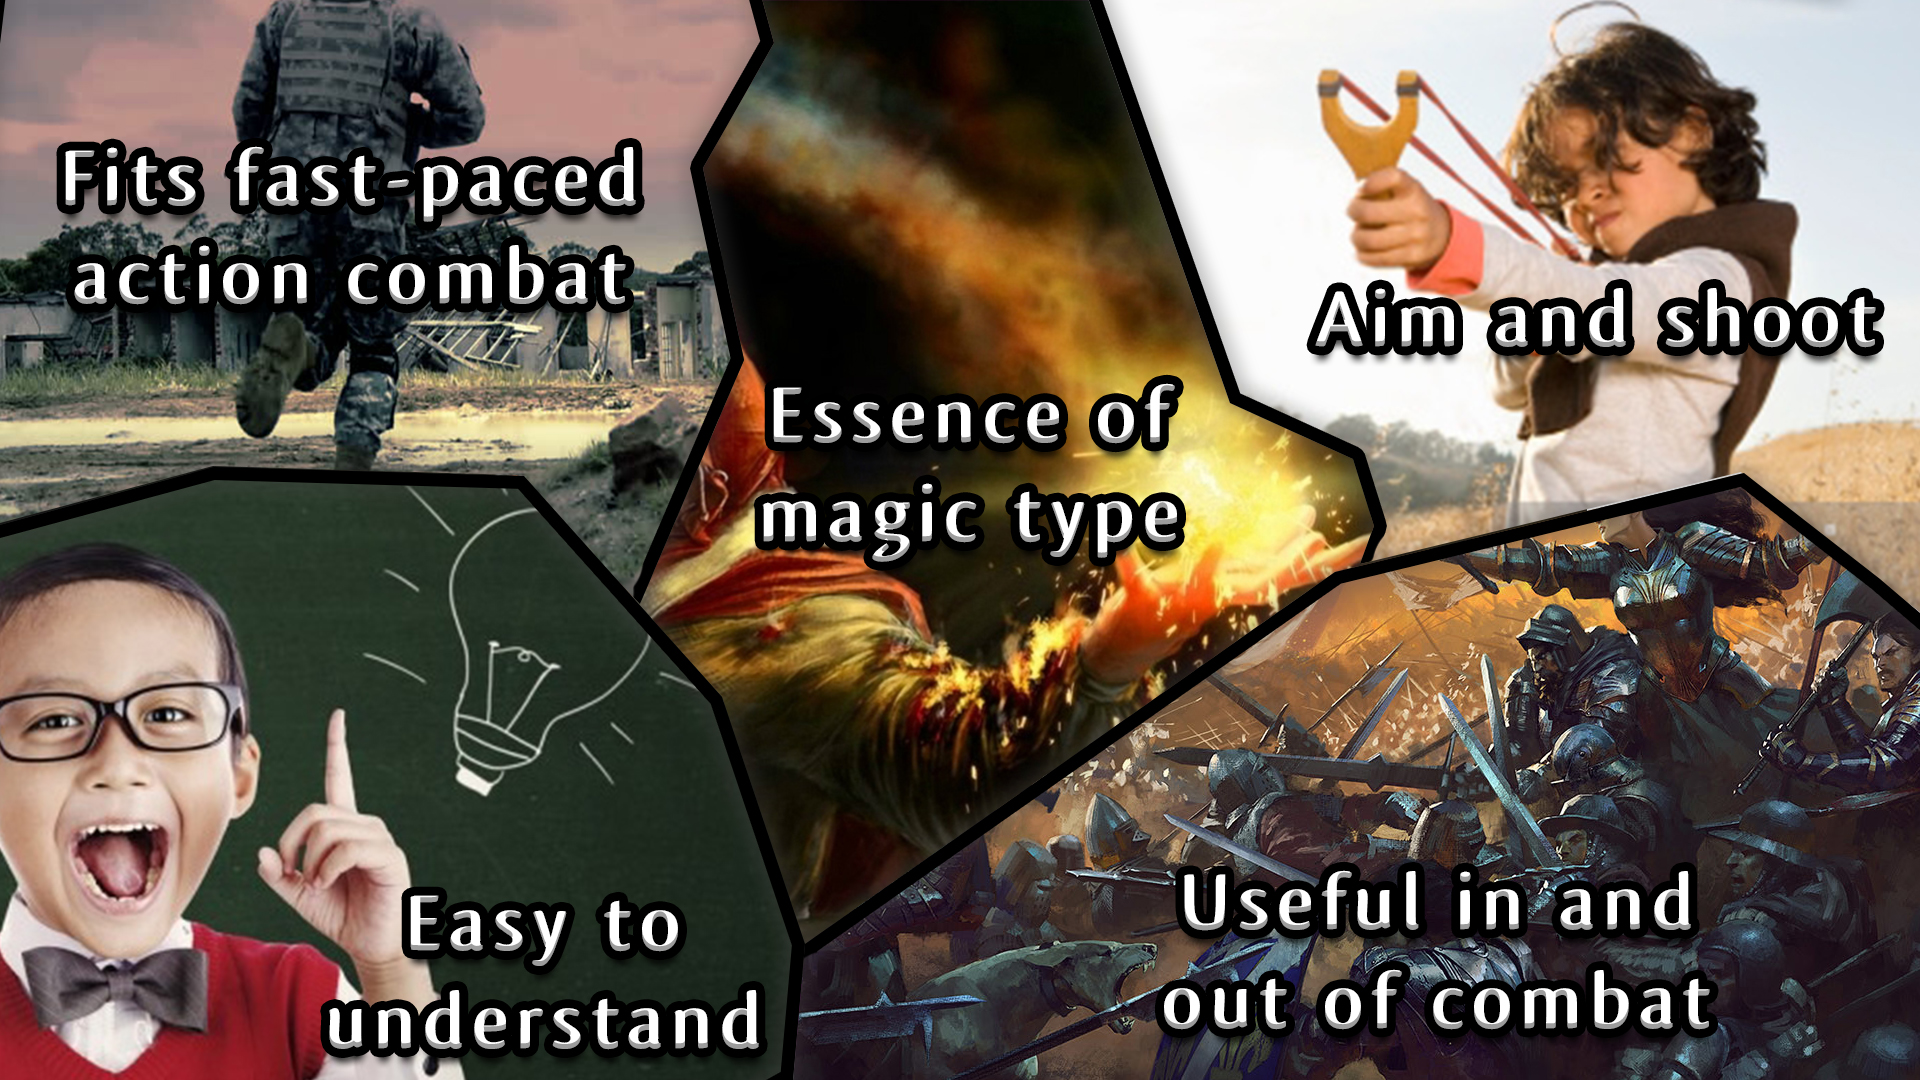 Fits fast-paced
action combat
Essence of
magic type
Aim and shoot
Easy to
understand
Useful in and
out of combat